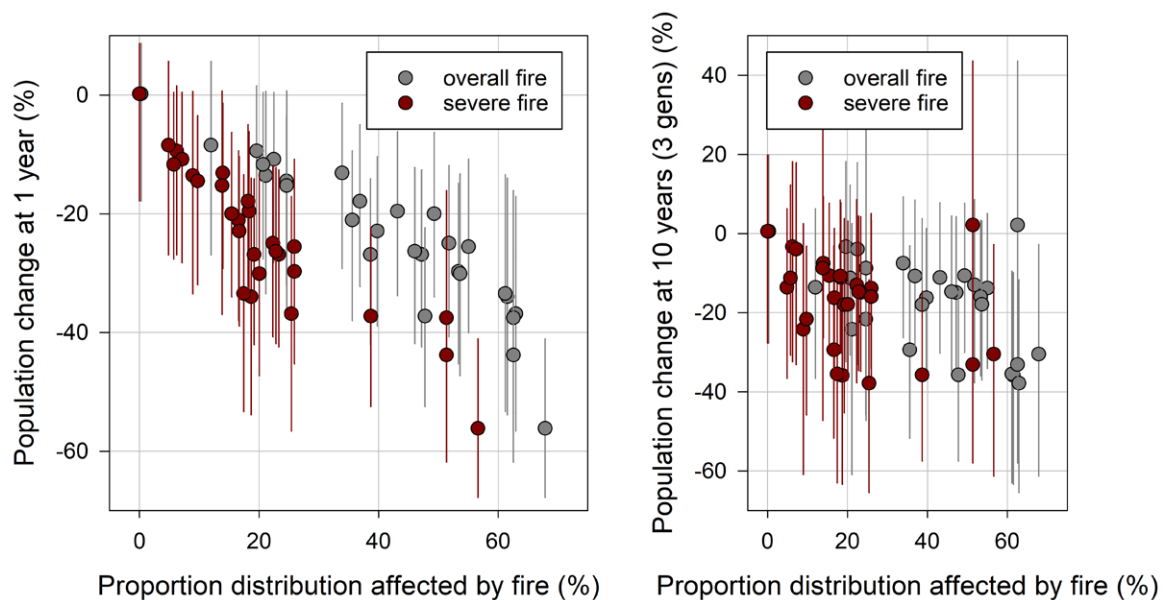 Population change at 1 year (%)
0
-20
-40
-60
overall fire
severe fire
0
20
40
60
Proportion distribution affected by fire (%)
Population change at 10 years (3 gens) (%)
40
20
0
-20
-40
-60
overall fire
severe fire
0
20
40
60
Proportion distribution affected by fire (%)